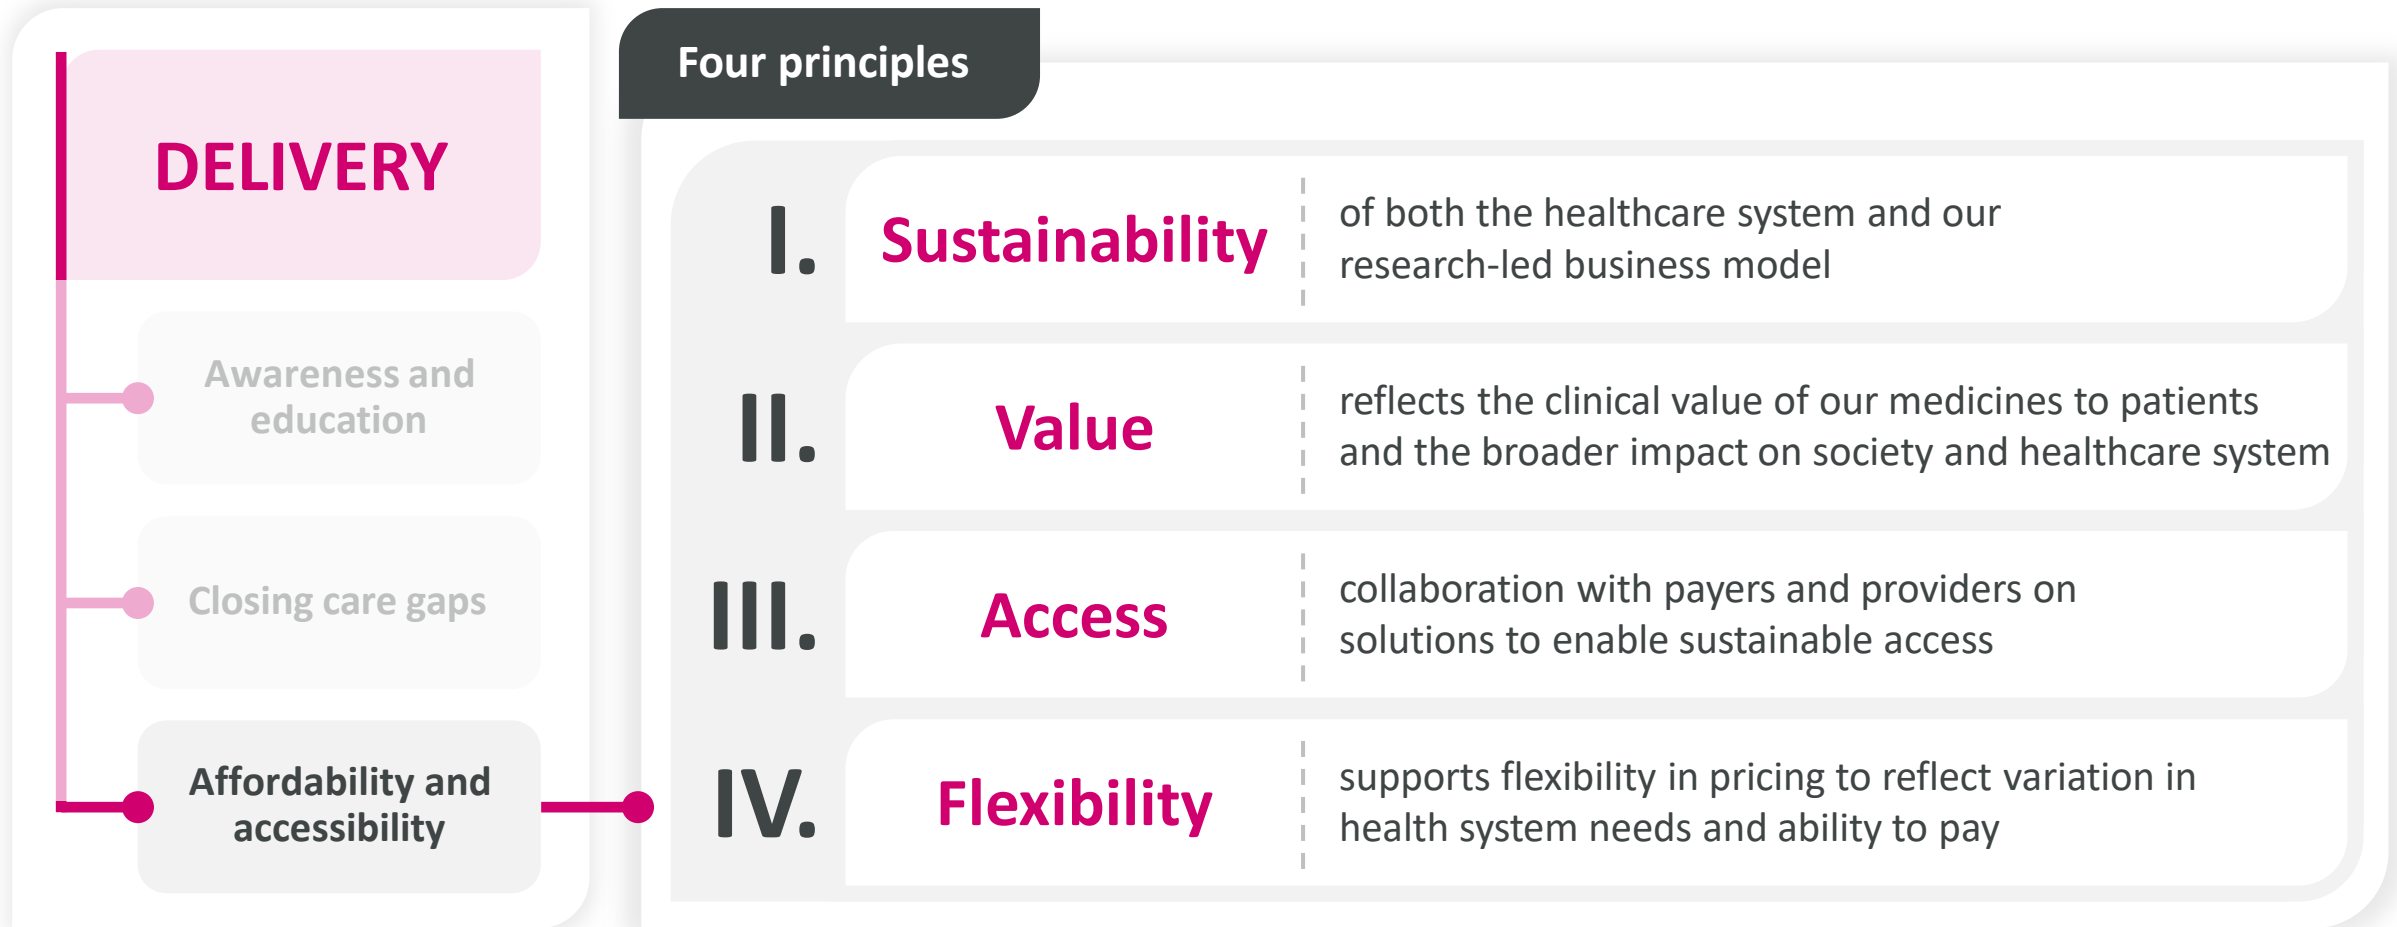 DELIVERY
Awareness and
education
Closing care gaps
Affordability and
accessibility
Four principles
I.
Sustainability
of both the healthcare system and our
research-led business model
II.
Value
reflects the clinical value of our medicines to patients
and the broader impact on society and healthcare system
III.
Access
collaboration with payers and providers on
solutions to enable sustainable access
IV.
Flexibility
supports flexibility in pricing to reflect variation in
health system needs and ability to pay